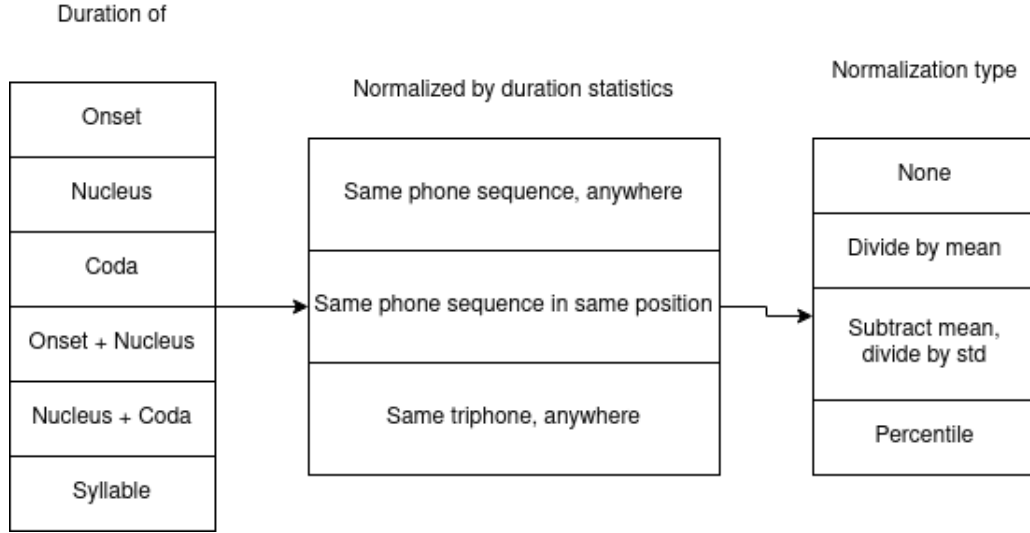 Duration of
Onset
Nucleus
Coda
Onset + Nucleus
Nucleus + Coda
Syllable
Normalized by duration statistics
Same phone sequence, anywhere
Same phone sequence in same position
Same triphone, anywhere
Normalization type
None
Divide by mean
Subtract mean,
divide by std
Percentile